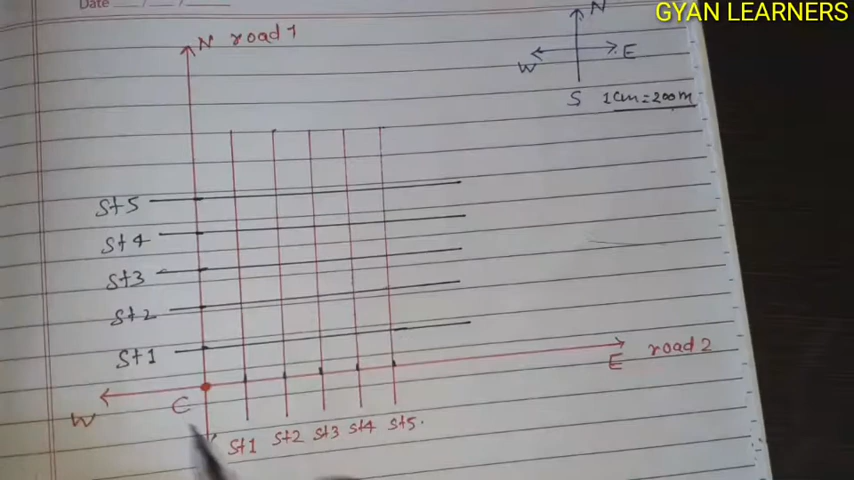 Date
GYAN LEARNERS
N road 1
N
W E
S 1cm = 200m
St5
St4
St3
St2
St1
E road 2
W C
St1 St2 St3 St4 St5.